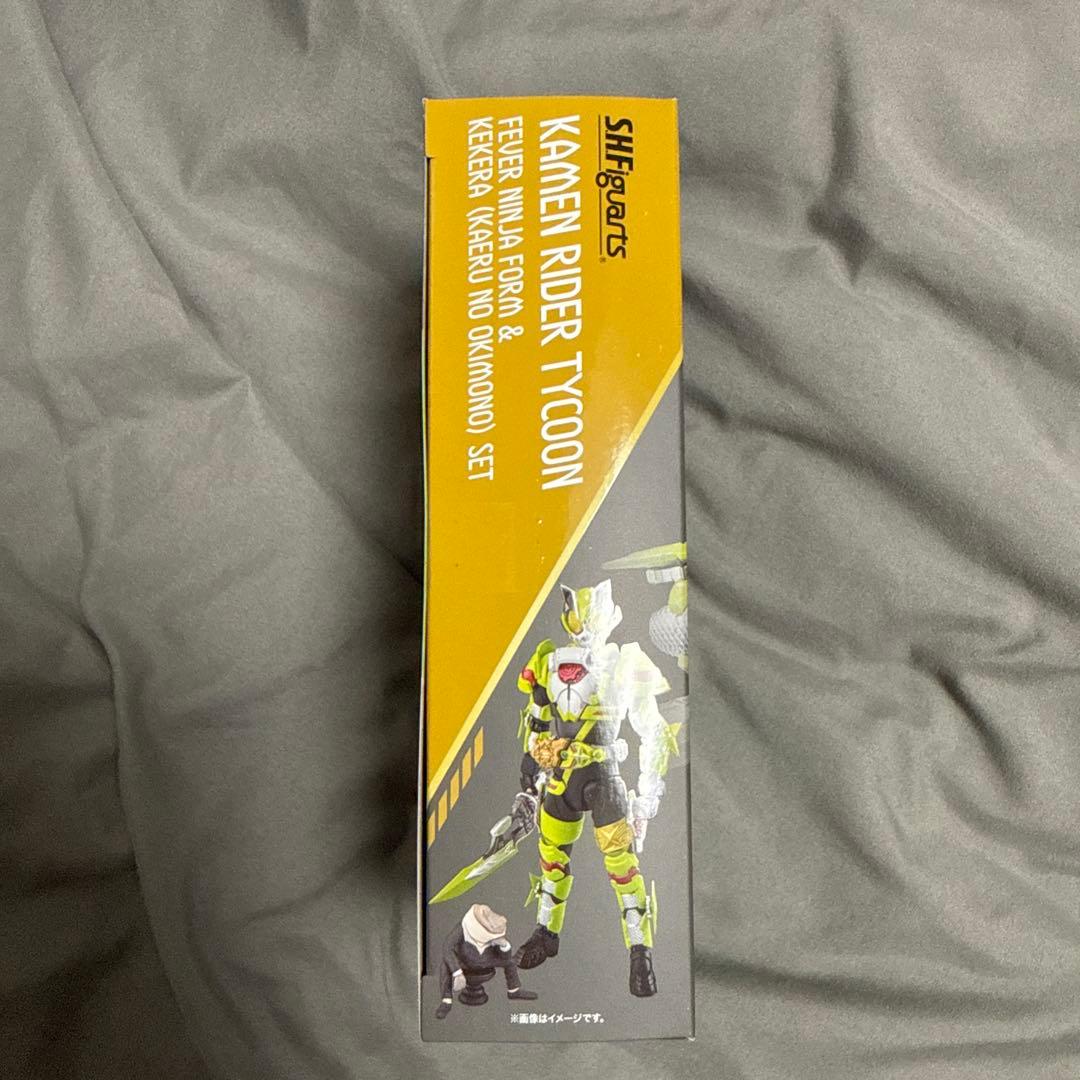 S.H.Figuarts®
KAMEN RIDER TYCOON
FEVER NINJA FORM &
KEKERA (KAERU NO OKIMONO) SET
※画像はイメージです。